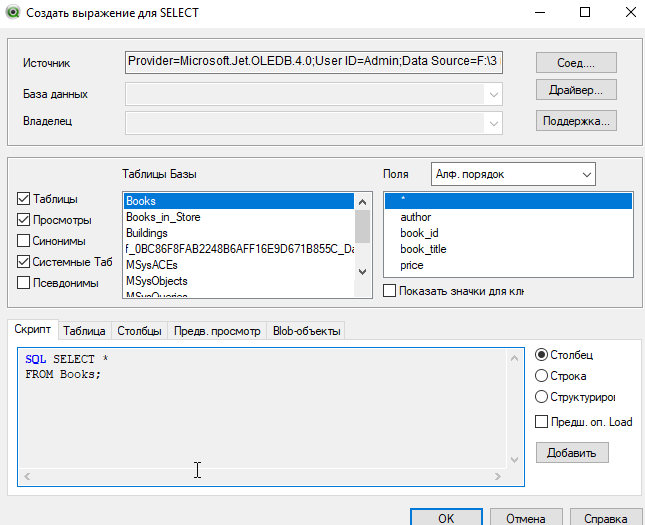 Создать выражение для SELECT
Источник
Provider=Microsoft.Jet.OLEDB.4.0;User ID=Admin;Data Source=F:\3
Соед....
База данных
Драйвер...
Владелец
Поддержка...
Таблицы Базы
Поля
Алф. порядок
Таблицы
Просмотры
Синонимы
Системные Таб
Псевдонимы
Books
Books_in_Store
Buildings
f_0BC86F8FAB2248B6AFF16E9D671B855C_Da
MSysACEs
MSysObjects
MSysQueries
*
author
book_id
book_title
price
Показать значки для клю
Скрипт
Таблица
Столбцы
Предв. просмотр
Blob-объекты
SQL SELECT *
FROM Books;
Столбец
Строка
Структуриров
Предш. оп. Load
Добавить
OK
Отмена
Справка